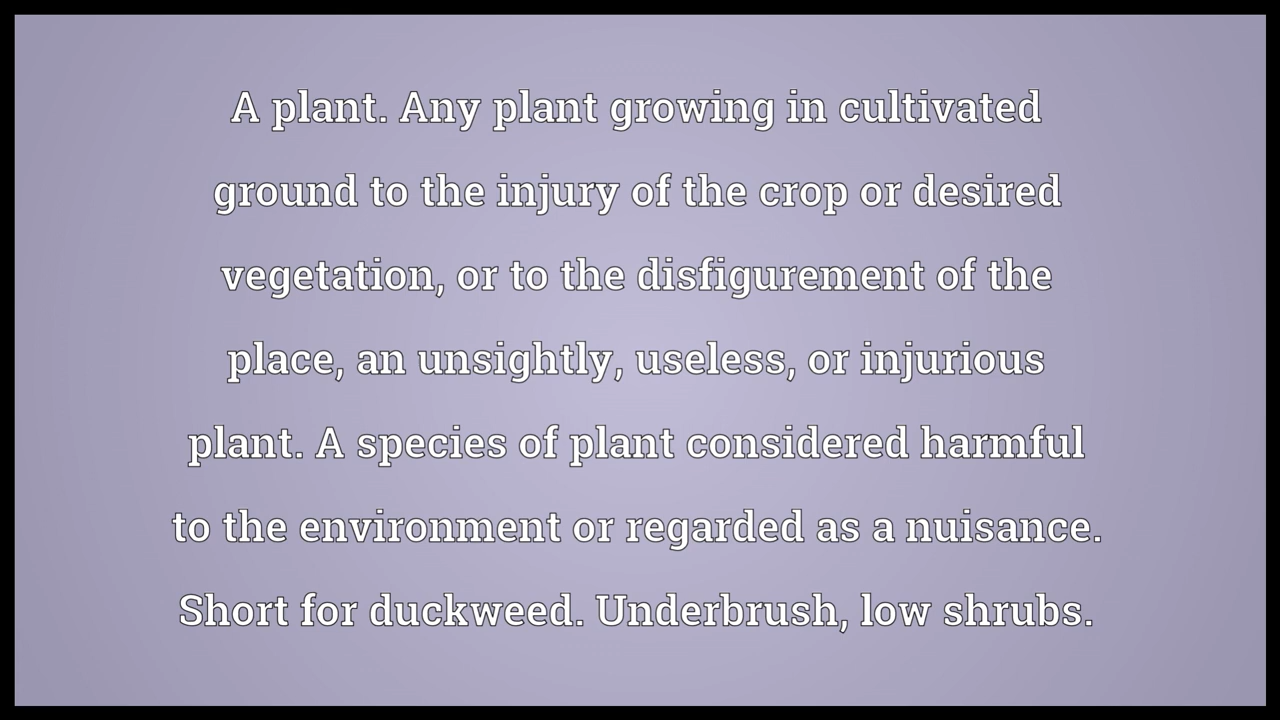 A plant. Any plant growing in cultivated
ground to the injury of the crop or desired
vegetation, or to the disfigurement of the
place, an unsightly, useless, or injurious
plant. A species of plant considered harmful
to the environment or regarded as a nuisance.
Short for duckweed. Underbrush, low shrubs.